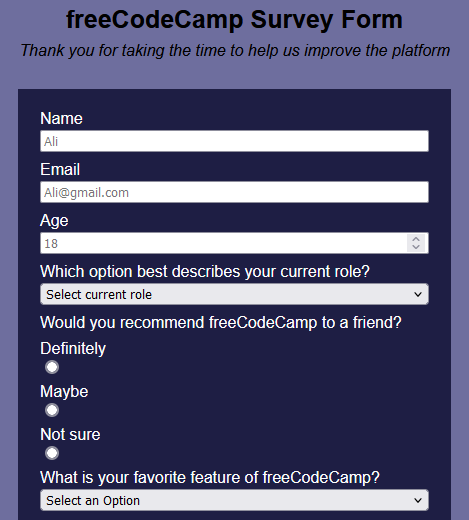 freeCodeCamp Survey Form
Thank you for taking the time to help us improve the platform
Name
Ali
Email
Ali@gmail.com
Age
18
Which option best describes your current role?
Select current role
Would you recommend freeCodeCamp to a friend?
Definitely
Maybe
Not sure
What is your favorite feature of freeCodeCamp?
Select an Option